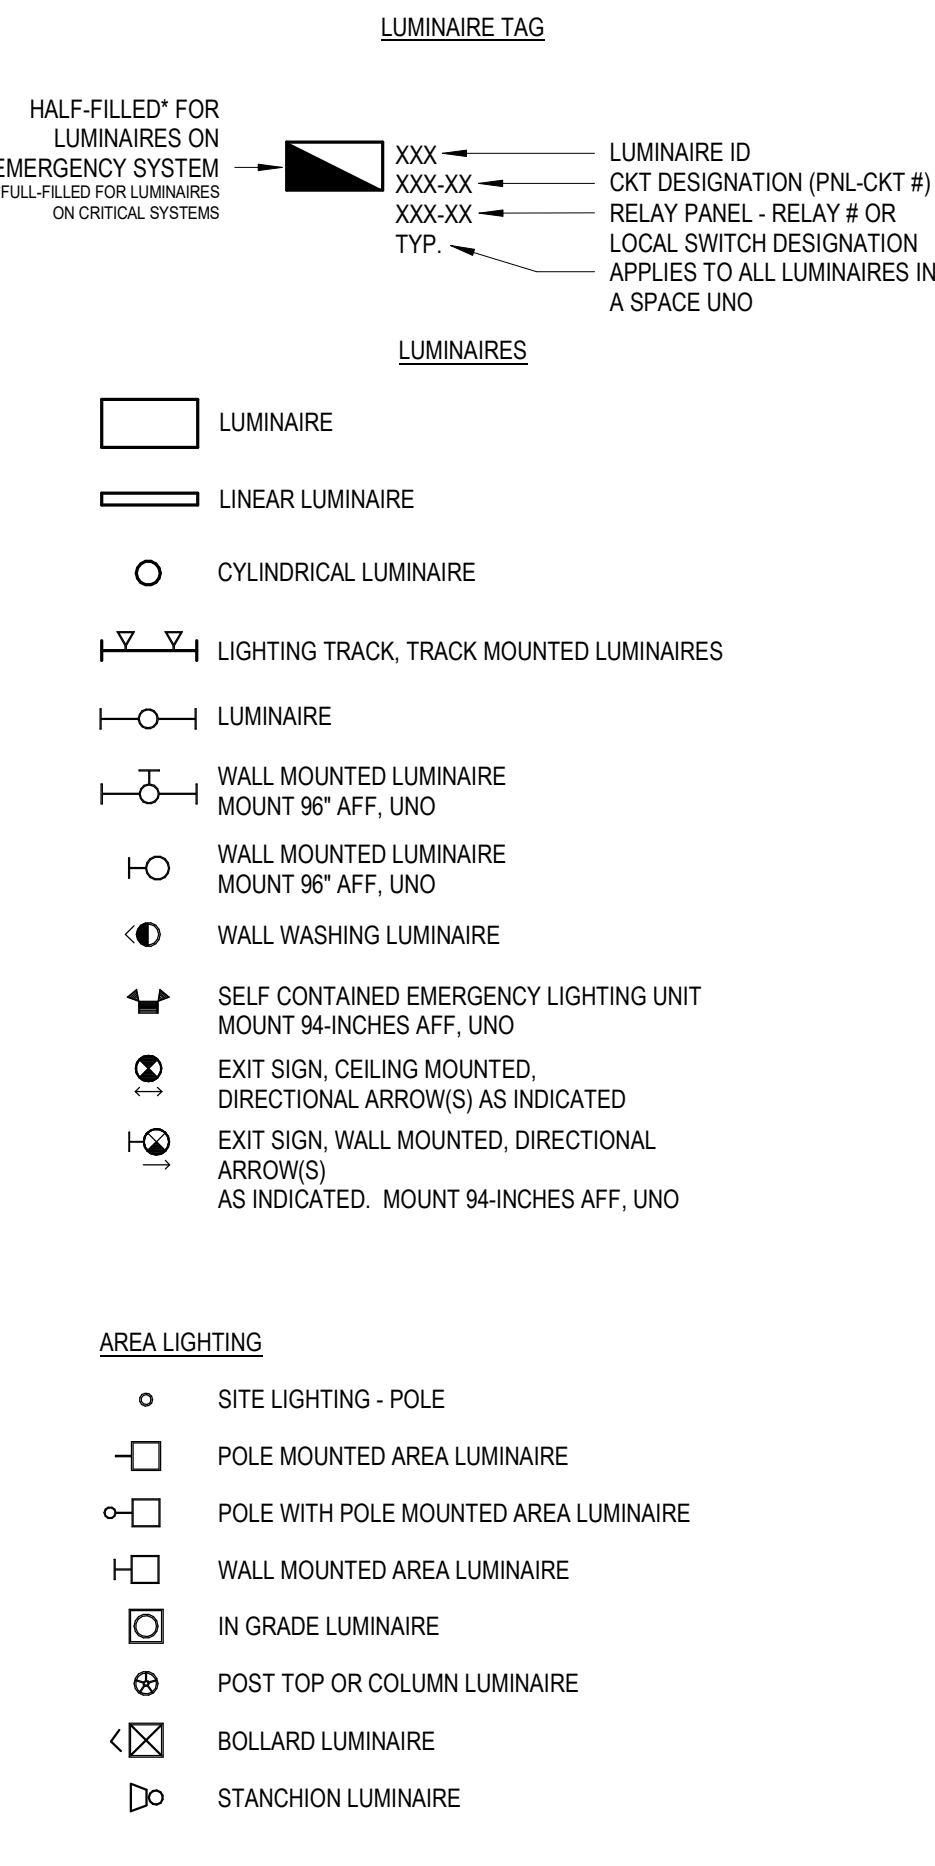 LUMINAIRE TAG
HALF-FILLED* FOR
LUMINAIRES ON
EMERGENCY SYSTEM
*FULL-FILLED FOR LUMINAIRES
ON CRITICAL SYSTEMS
XXX
XXX-XX
XXX-XX
TYP.
LUMINAIRE ID
CKT DESIGNATION (PNL-CKT #)
RELAY PANEL - RELAY # OR
LOCAL SWITCH DESIGNATION
APPLIES TO ALL LUMINAIRES IN
A SPACE UNO
LUMINAIRES
LUMINAIRE
LINEAR LUMINAIRE
CYLINDRICAL LUMINAIRE
LIGHTING TRACK, TRACK MOUNTED LUMINAIRES
LUMINAIRE
WALL MOUNTED LUMINAIRE
MOUNT 96" AFF, UNO
WALL MOUNTED LUMINAIRE
MOUNT 96" AFF, UNO
WALL WASHING LUMINAIRE
SELF CONTAINED EMERGENCY LIGHTING UNIT
MOUNT 94-INCHES AFF, UNO
EXIT SIGN, CEILING MOUNTED,
DIRECTIONAL ARROW(S) AS INDICATED
EXIT SIGN, WALL MOUNTED, DIRECTIONAL
ARROW(S)
AS INDICATED. MOUNT 94-INCHES AFF, UNO
AREA LIGHTING
SITE LIGHTING - POLE
POLE MOUNTED AREA LUMINAIRE
POLE WITH POLE MOUNTED AREA LUMINAIRE
WALL MOUNTED AREA LUMINAIRE
IN GRADE LUMINAIRE
POST TOP OR COLUMN LUMINAIRE
BOLLARD LUMINAIRE
STANCHION LUMINAIRE